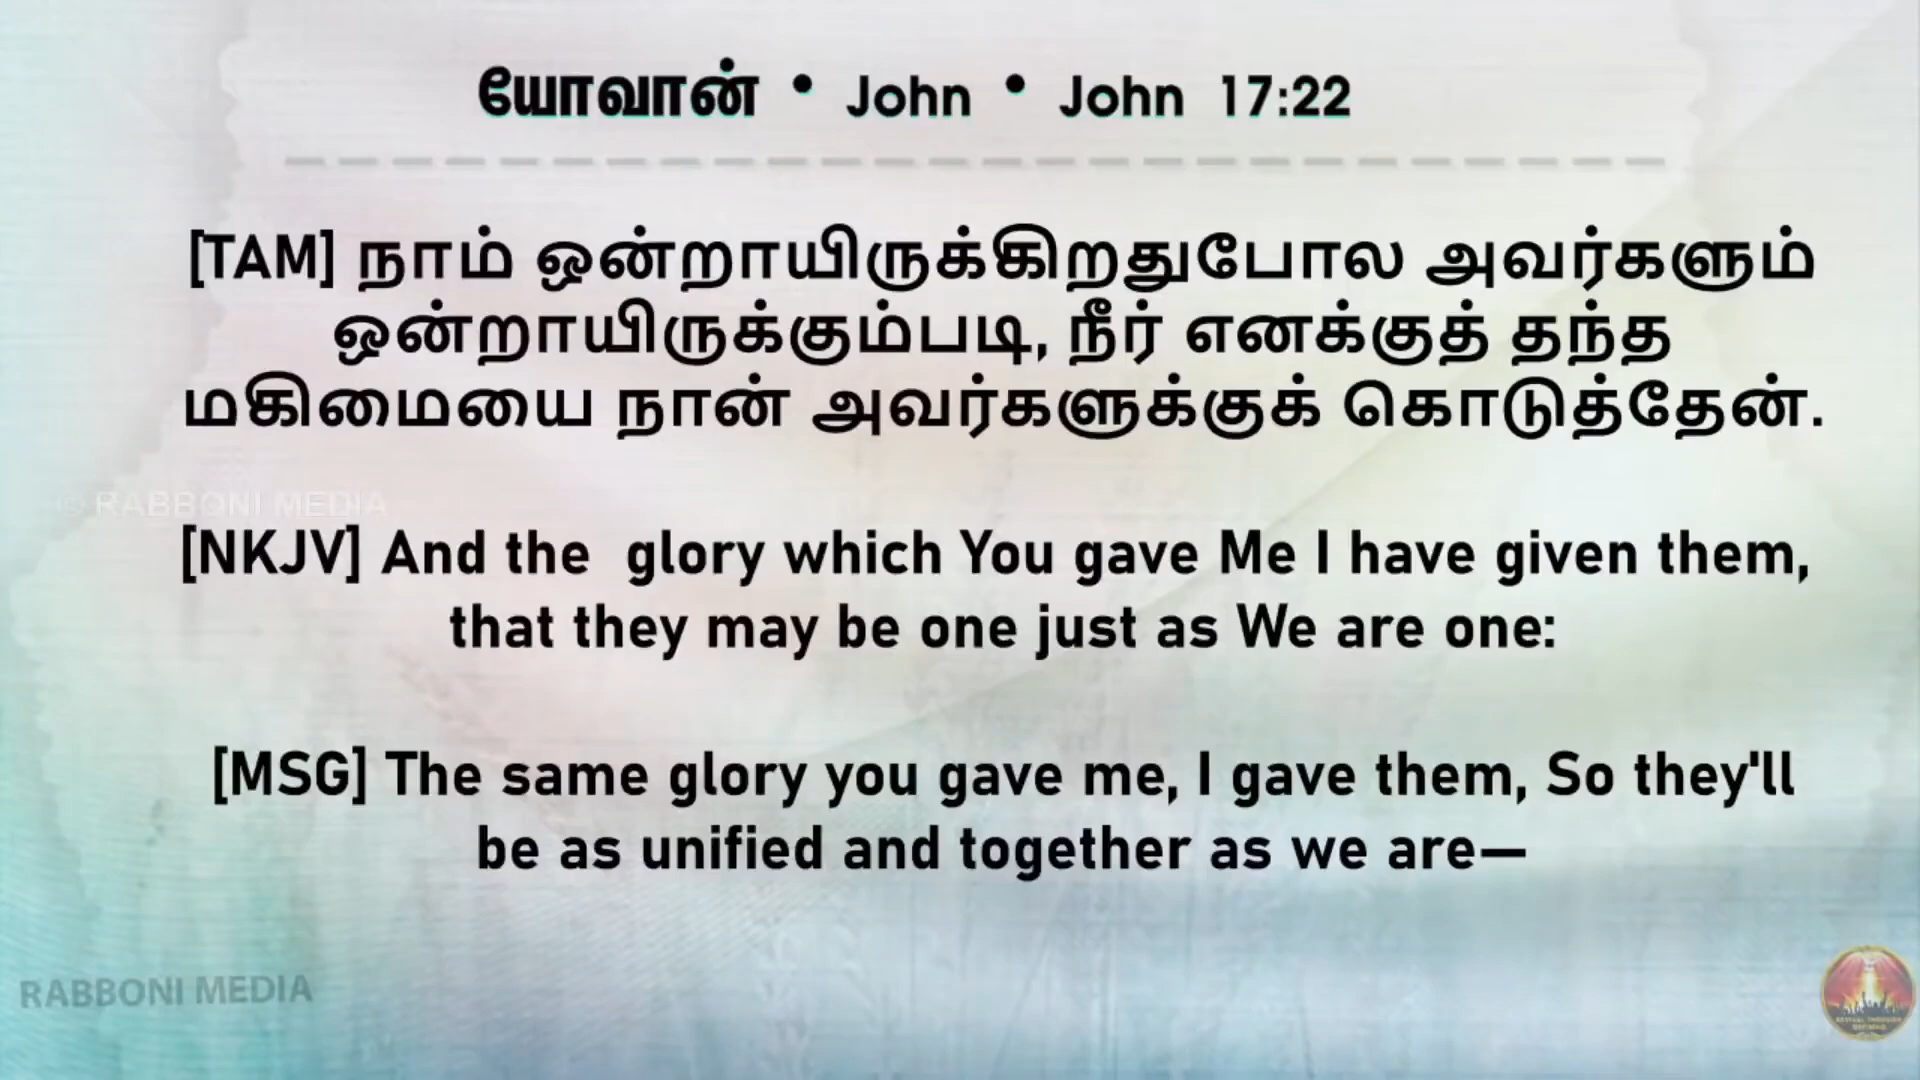 யோவான் • John • John 17:22
[TAM] நாம் ஒன்றாயிருக்கிறதுபோல அவர்களும்
ஒன்றாயிருக்கும்படி, நீர் எனக்குத் தந்த
மகிமையை நான் அவர்களுக்குக் கொடுத்தேன்.
© RABBONI MEDIA
[NKJV] And the glory which You gave Me I have given them,
that they may be one just as We are one:
[MSG] The same glory you gave me, I gave them, So they'll
be as unified and together as we are—
RABBONI MEDIA